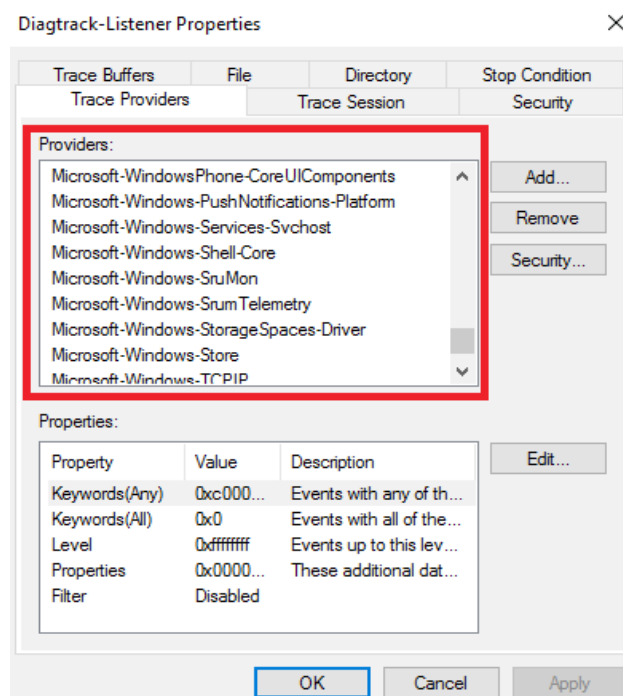 Diagtrack-Listener Properties
Trace Buffers File Directory Stop Condition
Trace Providers Trace Session Security
Providers:
Microsoft-WindowsPhone-CoreUIComponents
Microsoft-Windows-PushNotifications-Platform
Microsoft-Windows-Services-Svchost
Microsoft-Windows-Shell-Core
Microsoft-Windows-SruMon
Microsoft-Windows-SrumTelemetry
Microsoft-Windows-StorageSpaces-Driver
Microsoft-Windows-Store
Microsoft-Windows-TCPIP
Add...
Remove
Security...
Properties:
Property Value Description
Keywords(Any) 0xc000... Events with any of th...
Keywords(All) 0x0 Events with all of the...
Level 0xffffffff Events up to this lev...
Properties 0x0000... These additional dat...
Filter Disabled
Edit...
OK Cancel Apply